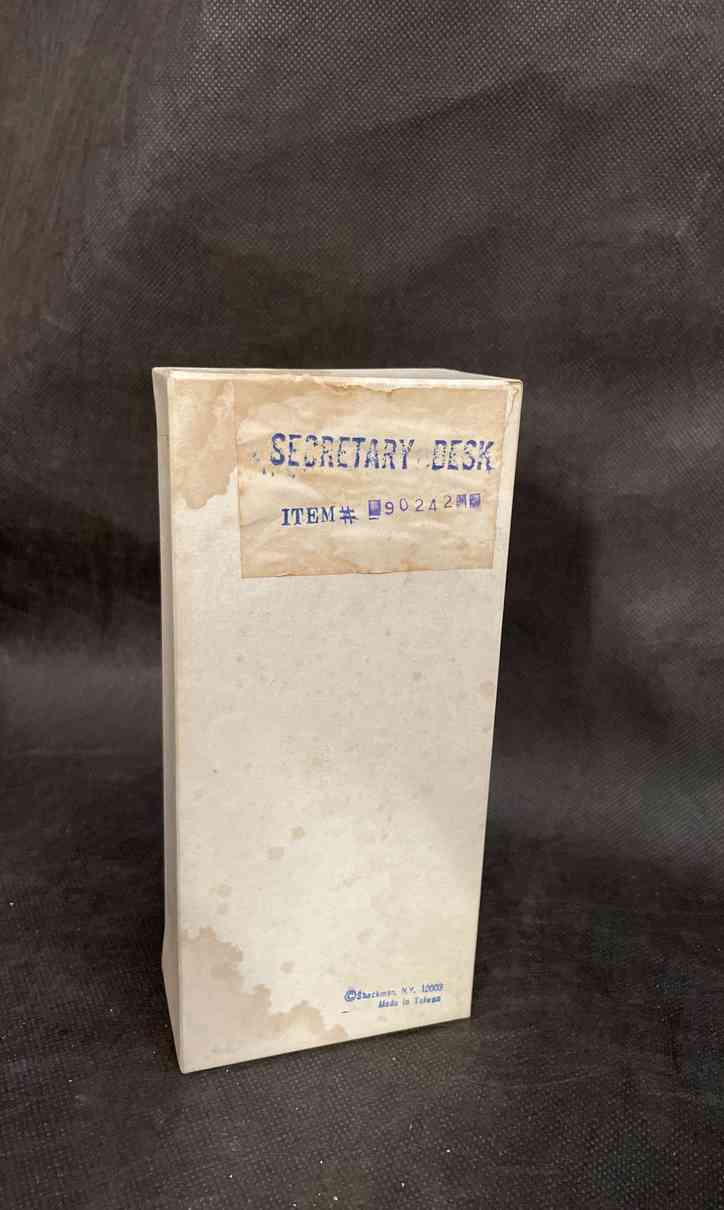 SECRETARY DESK
ITEM# 90242
©Shackman, N.Y. 10003
Made in Taiwan